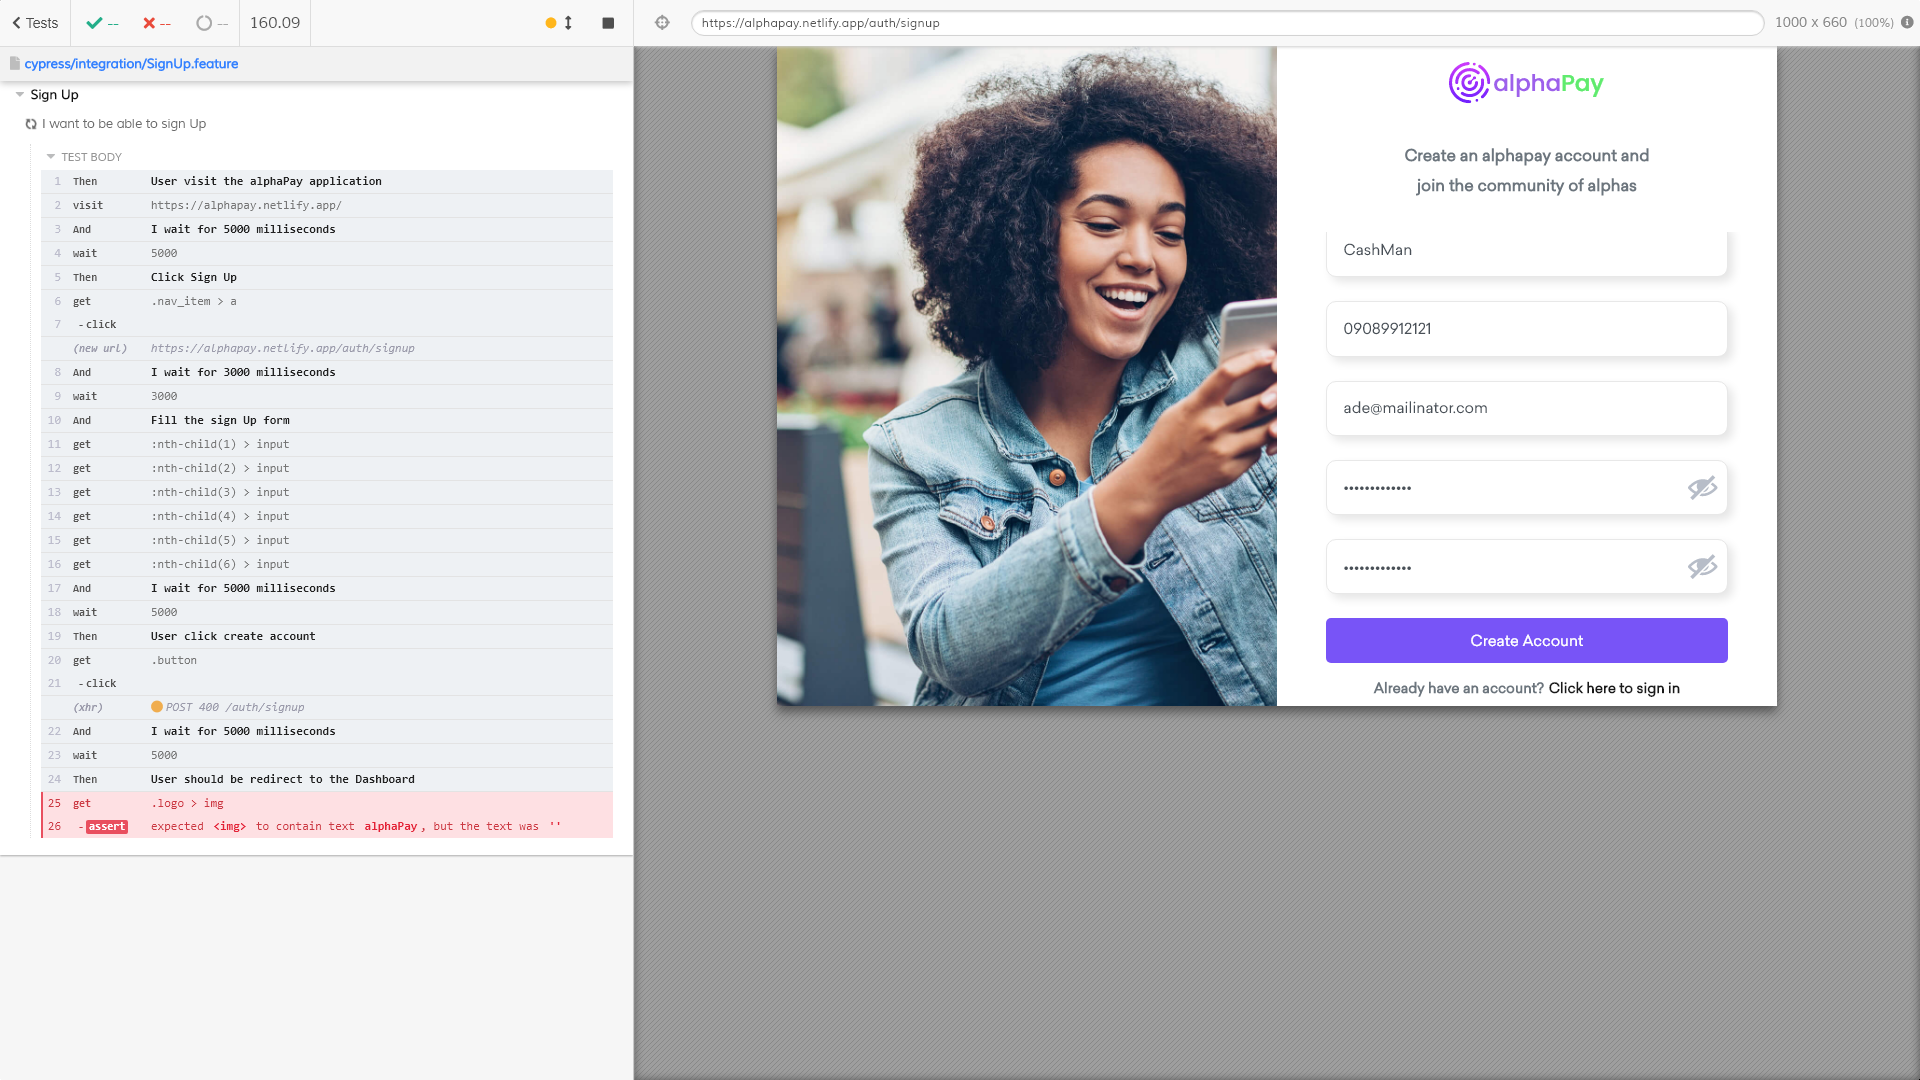 Tests
--
--
--
160.09
https://alphapay.netlify.app/auth/signup
1000 x 660 (100%)
cypress/integration/SignUp.feature
Sign Up
I want to be able to sign Up
TEST BODY
1 Then User visit the alphaPay application
2 visit https://alphapay.netlify.app/
3 And I wait for 5000 milliseconds
4 wait 5000
5 Then Click Sign Up
6 get .nav_item > a
7 -click
(new url) https://alphapay.netlify.app/auth/signup
8 And I wait for 3000 milliseconds
9 wait 3000
10 And Fill the sign Up form
11 get :nth-child(1) > input
12 get :nth-child(2) > input
13 get :nth-child(3) > input
14 get :nth-child(4) > input
15 get :nth-child(5) > input
16 get :nth-child(6) > input
17 And I wait for 5000 milliseconds
18 wait 5000
19 Then User click create account
20 get .button
21 -click
(xhr) POST 400 /auth/signup
22 And I wait for 5000 milliseconds
23 wait 5000
24 Then User should be redirect to the Dashboard
25 get .logo > img
26 -assert expected <img> to contain text alphaPay, but the text was ''
alphaPay
Create an alphapay account and
join the community of alphas
CashMan
09089912121
ade@mailinator.com
•••••••••••••
•••••••••••••
Create Account
Already have an account? Click here to sign in